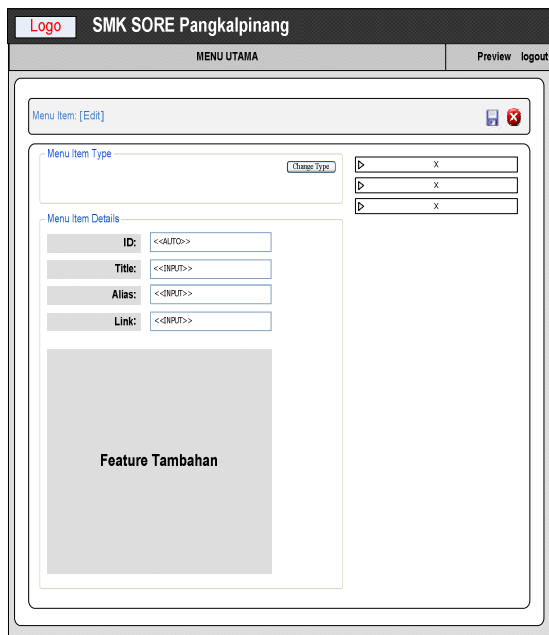 Logo SMK SORE Pangkalpinang
MENU UTAMA Preview logout
Menu Item: [Edit]
Menu Item Type
Change Type
X
X
X
Menu Item Details
ID: <<AUTO>>
Title: <<INPUT>>
Alias: <<INPUT>>
Link: <<INPUT>>
Feature Tambahan